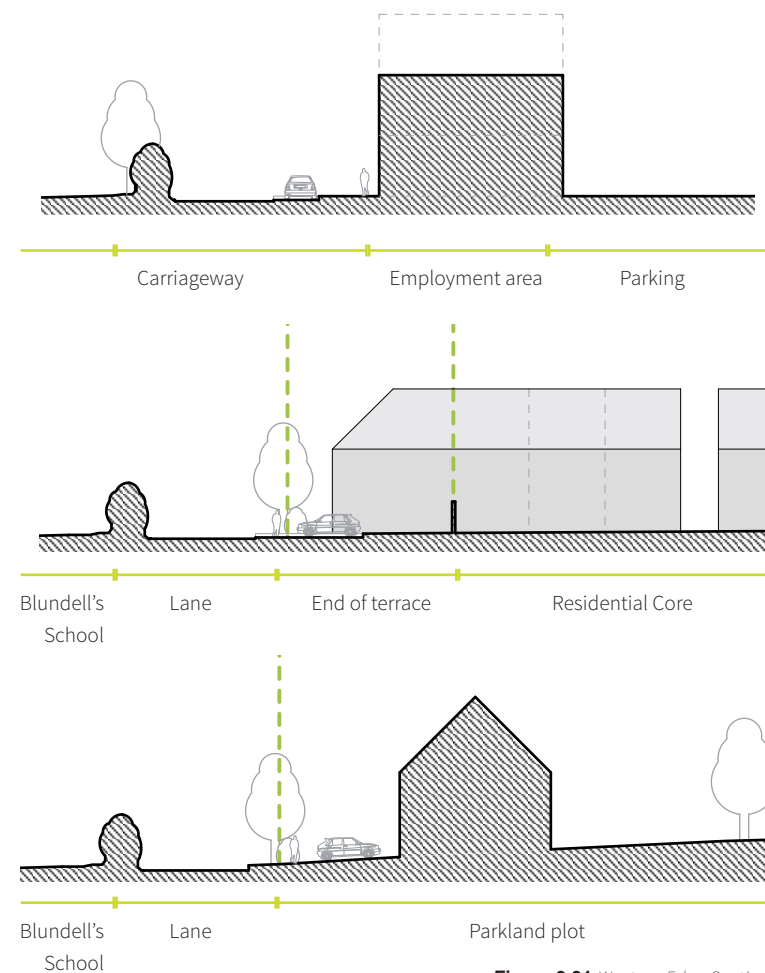 Carriageway Employment area Parking
Blundell’s Lane End of terrace Residential Core
School
Blundell’s Lane Parkland plot
School